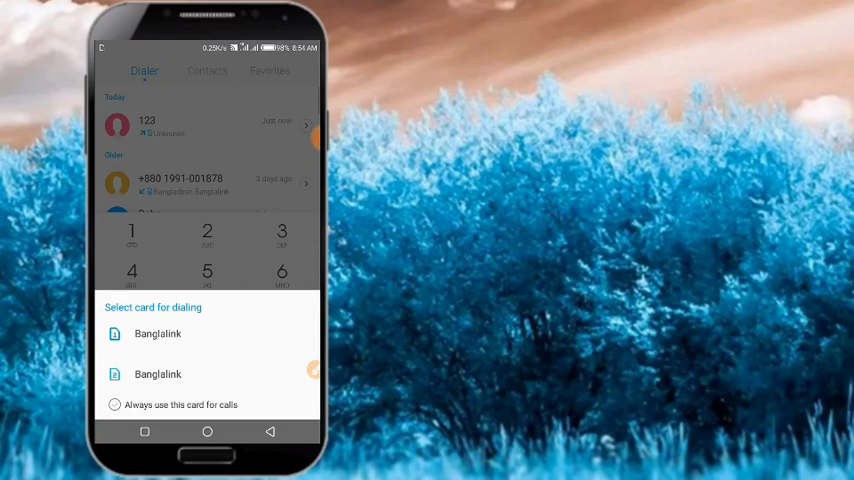 0.25K/s 98% 8:54 AM
Dialer Contacts Favorites
Today
123 Just now
Unknown
Older
+880 1991-001878 3 days ago
Bangladesh Banglalink
1 2 3
ABC DEF
4 5 6
GHI JKL MNO
Select card for dialing
1 Banglalink
2 Banglalink
Always use this card for calls